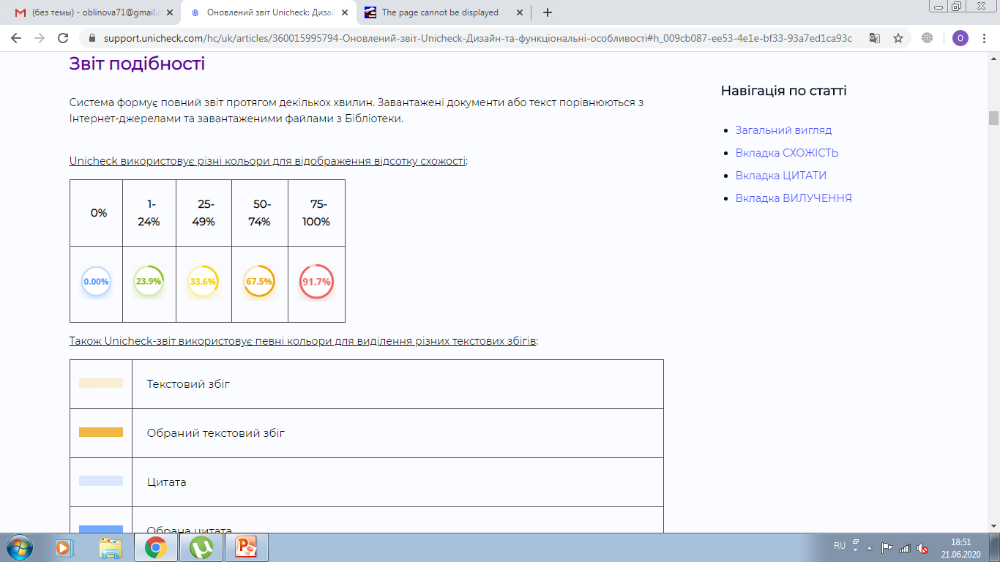 (без темы) - oblinova71@gmail.c
Оновлений звіт Unicheck: Дизай
The page cannot be displayed
support.unicheck.com/hc/uk/articles/360015995794-Оновлений-звіт-Unicheck-Дизайн-та-функціональні-особливості#h_009cb087-ee53-4e1e-bf33-93a7ed1ca93c
O
Звіт подібності
Система формує повний звіт протягом декількох хвилин. Завантажені документи або текст порівнюються з
Інтернет-джерелами та завантаженими файлами з Бібліотеки.
Unicheck використовує різні кольори для відображення відсотку схожості:
0%
1-
24%
25-
49%
50-
74%
75-
100%
0.00%
23.9%
33.6%
67.5%
91.7%
Також Unicheck-звіт використовує певні кольори для виділення різних текстових збігів:
Текстовий збіг
Обраний текстовий збіг
Цитата
Обрана цитата
Навігація по статті
Загальний вигляд
Вкладка СХОЖІСТЬ
Вкладка ЦИТАТИ
Вкладка ВИЛУЧЕННЯ
RU
18:51
21.06.2020